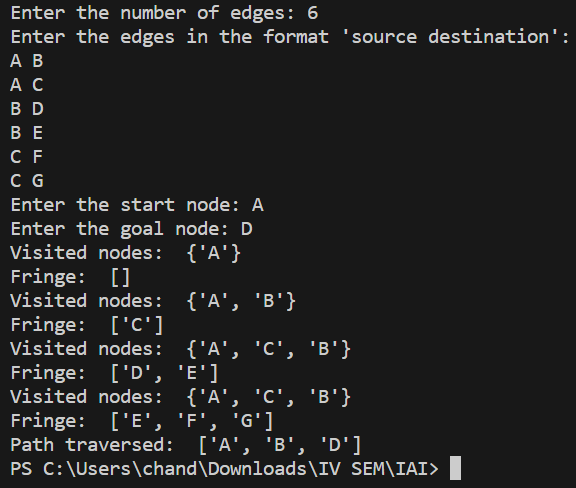 Enter the number of edges: 6
Enter the edges in the format 'source destination':
A B
A C
B D
B E
C F
C G
Enter the start node: A
Enter the goal node: D
Visited nodes:  {'A'}
Fringe:  []
Visited nodes:  {'A', 'B'}
Fringe:  ['C']
Visited nodes:  {'A', 'C', 'B'}
Fringe:  ['D', 'E']
Visited nodes:  {'A', 'C', 'B'}
Fringe:  ['E', 'F', 'G']
Path traversed:  ['A', 'B', 'D']
PS C:\Users\chand\Downloads\IV SEM\IAI>